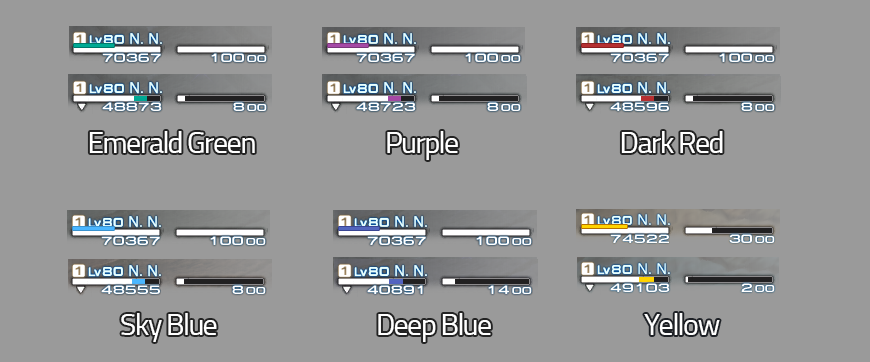 1 Lv80 N. N.
70367 10000
1 Lv80 N. N.
48873 800
Emerald Green
1 Lv80 N. N.
70367 10000
1 Lv80 N. N.
48723 800
Purple
1 Lv80 N. N.
70367 10000
1 Lv80 N. N.
48596 800
Dark Red
1 Lv80 N. N.
70367 10000
1 Lv80 N. N.
48555 800
Sky Blue
1 Lv80 N. N.
70367 10000
1 Lv80 N. N.
40891 1400
Deep Blue
1 Lv80 N. N.
74522 3000
1 Lv80 N. N.
49103 200
Yellow